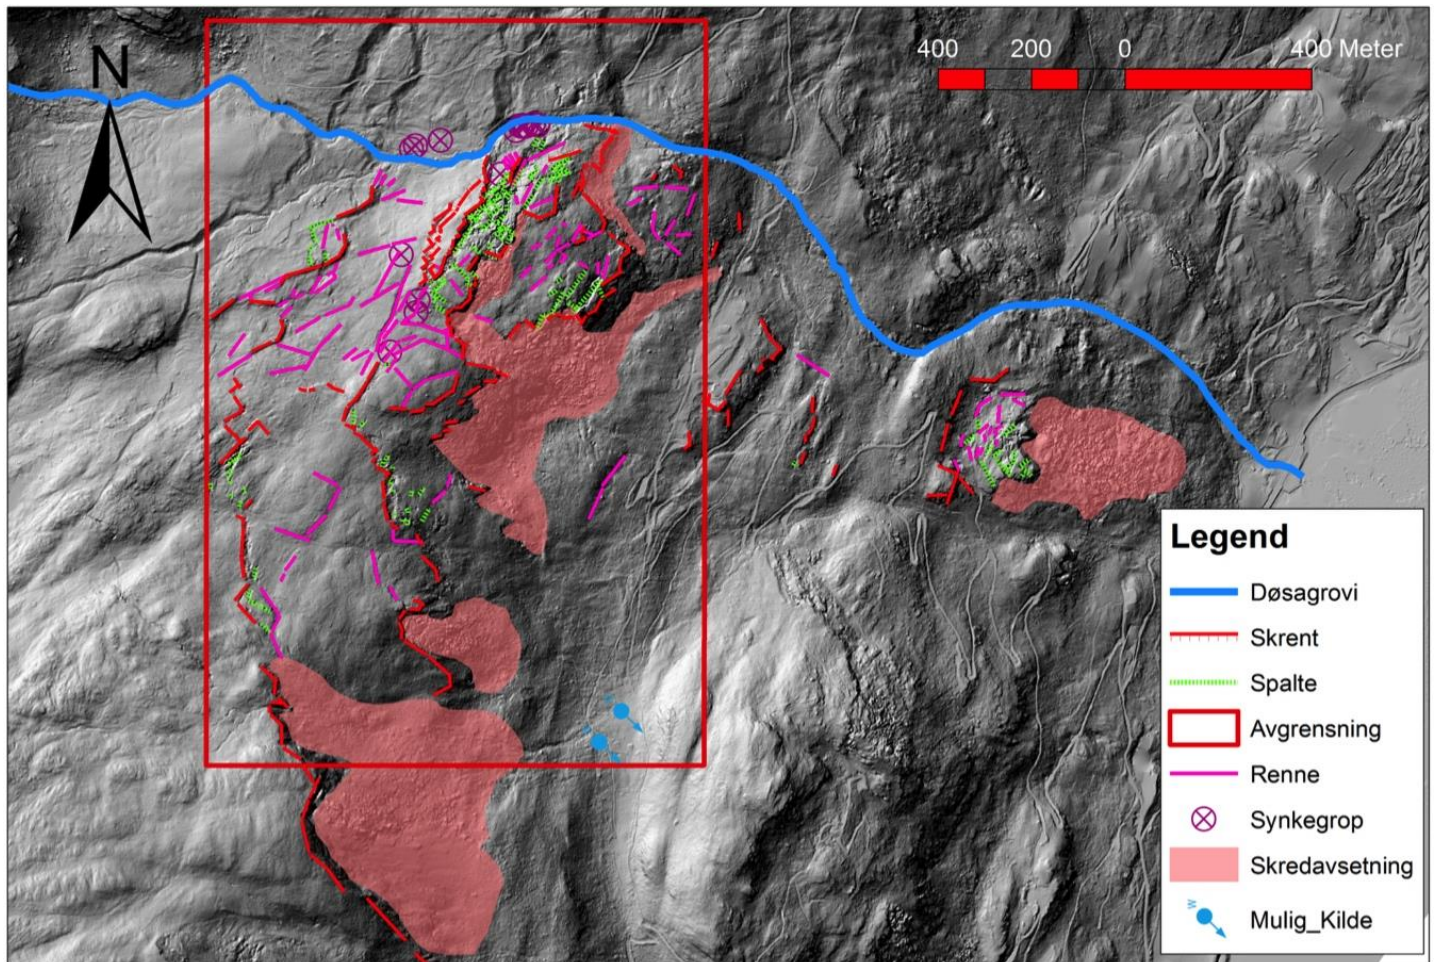 N
400 200 0 400 Meter
Legend
Døsagrovi
Skrent
Spalte
Avgrensning
Renne
Synkegrop
Skredavsetning
Mulig_Kilde